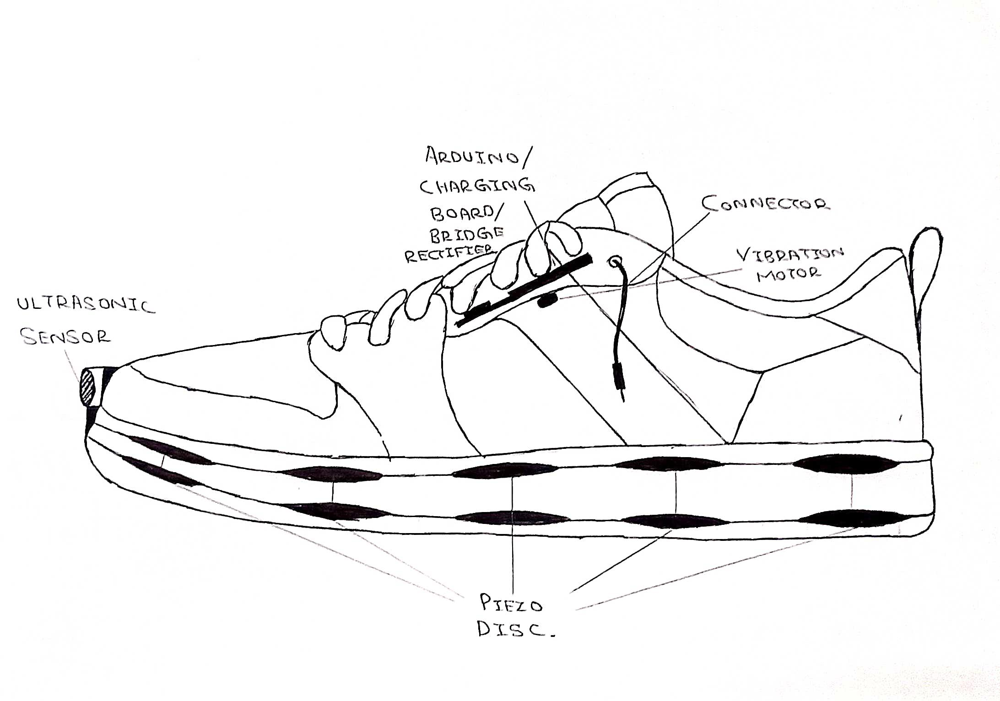 ARDUINO/
CHARGING
BOARD/
BRIDGE
RECTIFIER
CONNECTOR
VIBRATION
MOTOR
ULTRASONIC
SENSOR
PIEZO
DISC.